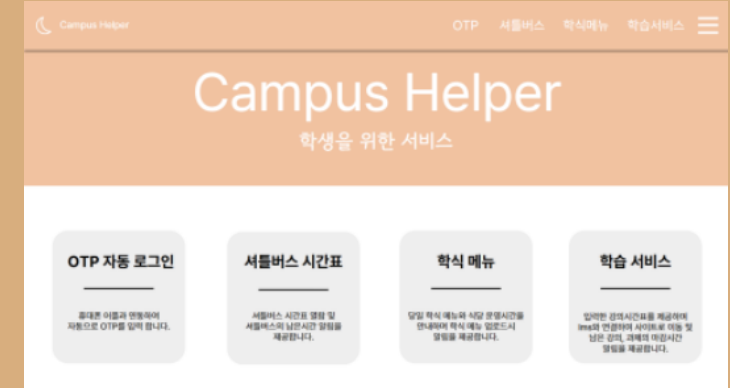 Campus Helper
OTP 셔틀버스 학식메뉴 학습서비스
Campus Helper
학생을 위한 서비스
OTP 자동 로그인
휴대폰 어플과 연동하여
자동으로 OTP를 입력 합니다.
셔틀버스 시간표
셔틀버스 시간표 열람 및
셔틀버스의 남은시간 알림을
제공합니다.
학식 메뉴
당일 학식 메뉴와 식당 운영시간을
안내하며 학식 메뉴 업로드시
알림을 제공합니다.
학습 서비스
입력한 강의시간표를 제공하며
lms와 연결하여 사이트로 이동 및
남은 강의, 과제의 마감시간
알림을 제공합니다.